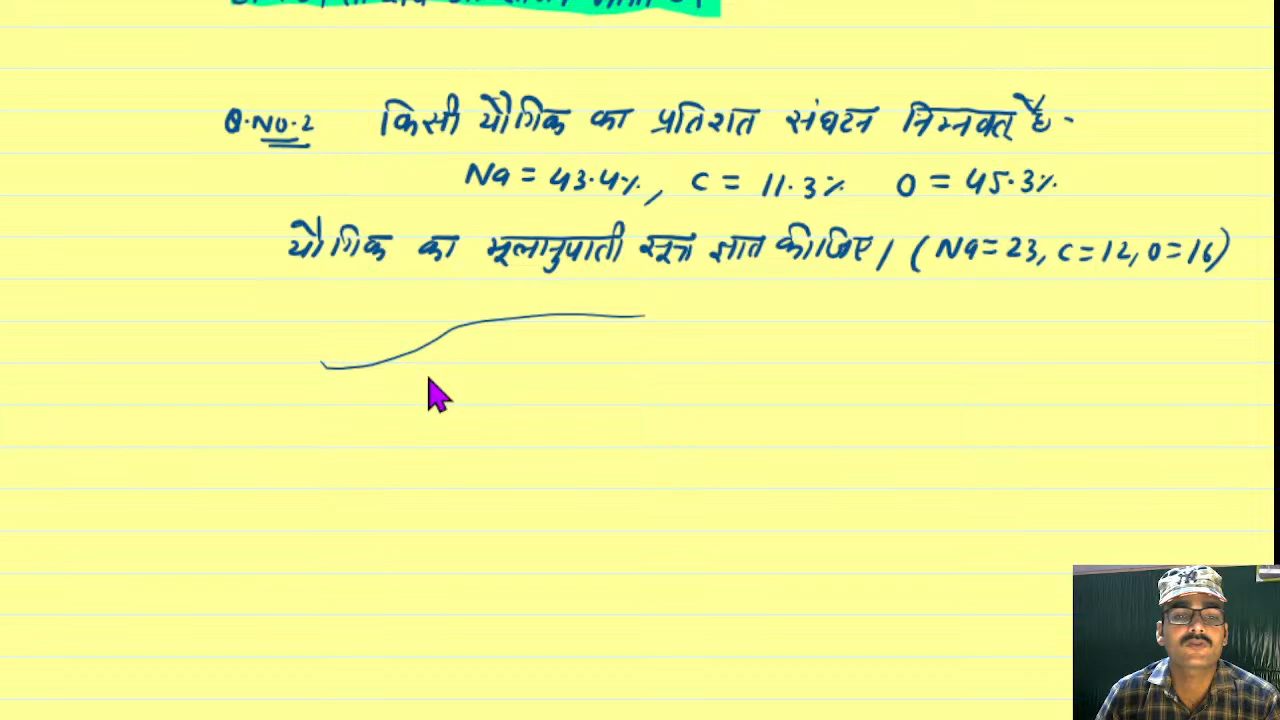 Q.NO.2 किसी यौगिक का प्रतिशत संघटन निम्नवत् है -
Na = 43.4%, C = 11.3% O = 45.3%
यौगिक का मूलानुपाती सूत्र ज्ञात कीजिए। (Na=23, C=12, O=16)